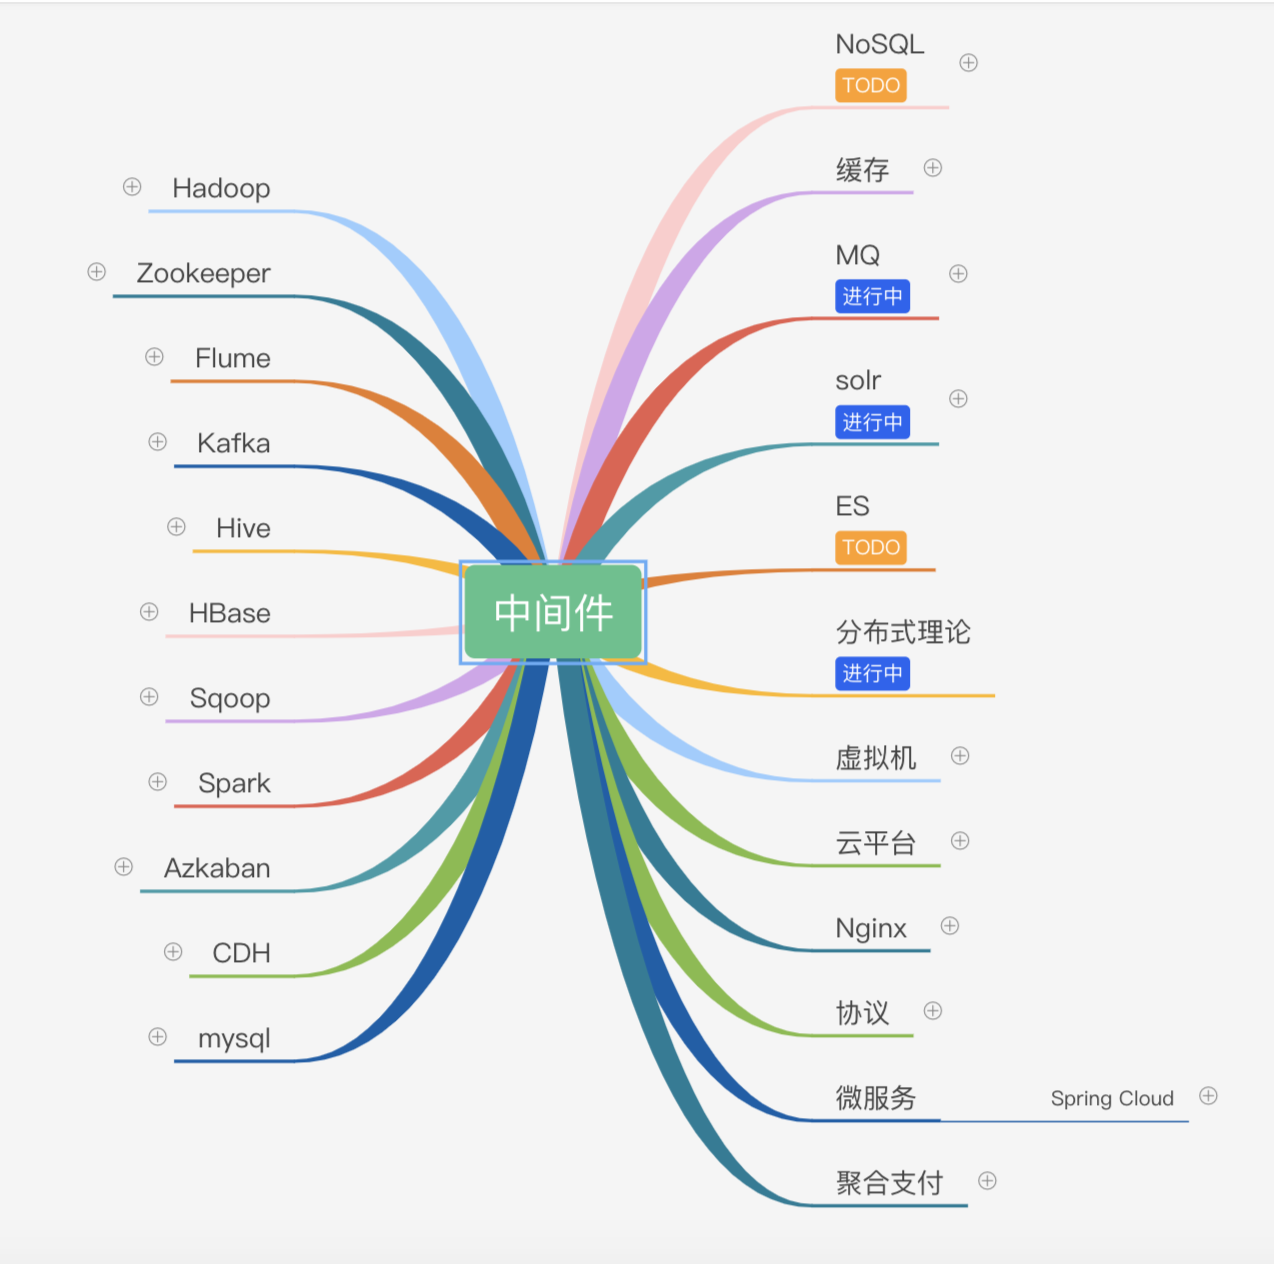 NoSQL
TODO
缓存
MQ
进行中
solr
进行中
ES
TODO
分布式理论
进行中
虚拟机
云平台
Nginx
协议
微服务
Spring Cloud
聚合支付
中间件
Hadoop
Zookeeper
Flume
Kafka
Hive
HBase
Sqoop
Spark
Azkaban
CDH
mysql